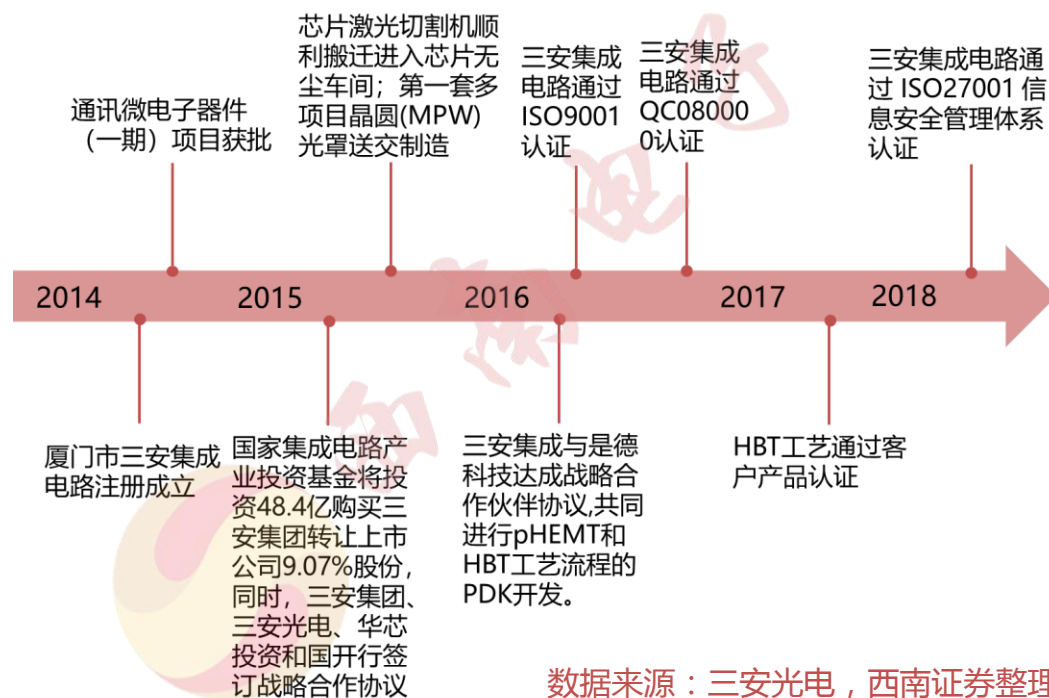 通讯微电子器件
（一期）项目获批
芯片激光切割机顺
利搬迁进入芯片无
尘车间；第一套多
项目晶圆(MPW)
光罩送交制造
三安集成
电路通过
ISO9001
认证
三安集成
电路通过
QC08000
0认证
三安集成电路通
过 ISO27001 信
息安全管理体系
认证
2014
2015
2016
2017
2018
厦门市三安集成
电路注册成立
国家集成电路产
业投资基金将投
资48.4亿购买三
安集团转让上市
公司9.07%股份，
同时，三安集团、
三安光电、华芯
投资和国开行签
订战略合作协议
三安集成与是德
科技达成战略合
作伙伴协议,共同
进行pHEMT和
HBT工艺流程的
PDK开发。
HBT工艺通过客
户产品认证
数据来源：三安光电，西南证券整理